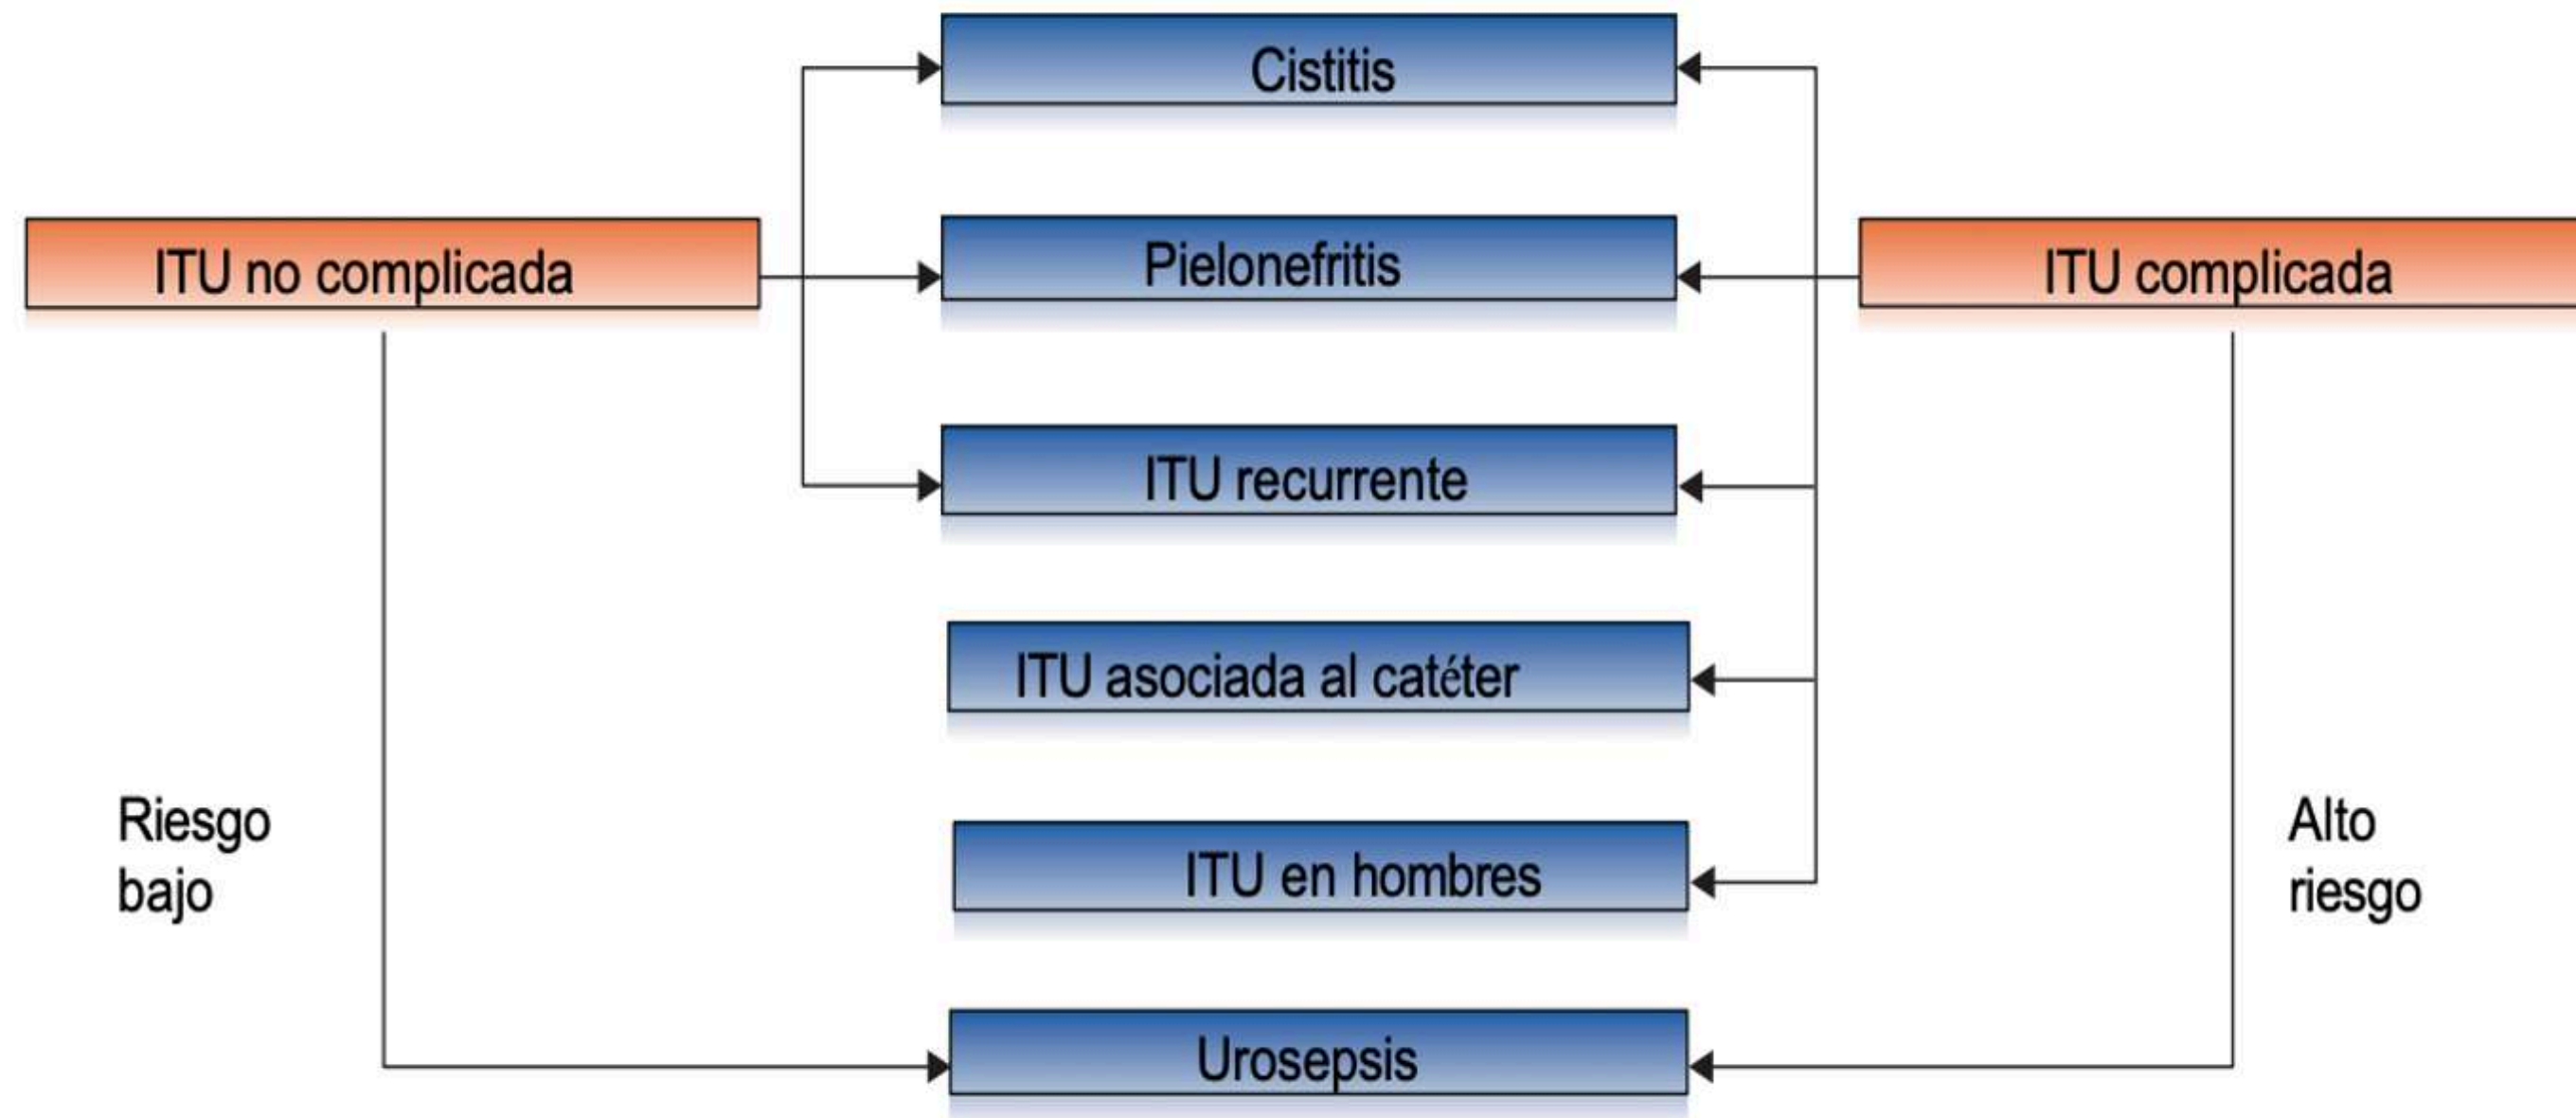 Cistitis
ITU no complicada
Pielonefritis
ITU complicada
ITU recurrente
ITU asociada al catéter
Riesgo
bajo
ITU en hombres
Alto
riesgo
Urosepsis